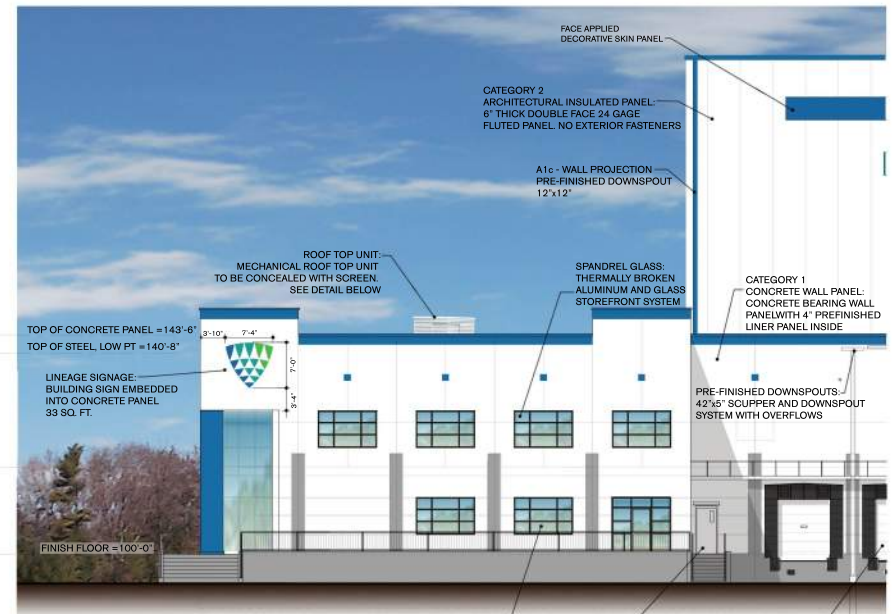 FACE APPLIED
DECORATIVE SKIN PANEL
CATEGORY 2
ARCHITECTURAL INSULATED PANEL:
6" THICK DOUBLE FACE 24 GAGE
FLUTED PANEL. NO EXTERIOR FASTENERS
A1c - WALL PROJECTION
PRE-FINISHED DOWNSPOUT
12"x12"
ROOF TOP UNIT:
MECHANICAL ROOF TOP UNIT
TO BE CONCEALED WITH SCREEN.
SEE DETAIL BELOW
SPANDREL GLASS:
THERMALLY BROKEN
ALUMINUM AND GLASS
STOREFRONT SYSTEM
CATEGORY 1
CONCRETE WALL PANEL:
CONCRETE BEARING WALL
PANELWITH 4" PREFINISHED
LINER PANEL INSIDE
TOP OF CONCRETE PANEL =143'-6"
3'-10"
7'-4"
TOP OF STEEL, LOW PT =140'-8"
7'-0"
LINEAGE SIGNAGE:
BUILDING SIGN EMBEDDED
INTO CONCRETE PANEL
33 SQ. FT.
3'-4"
PRE-FINISHED DOWNSPOUTS:
42"x5" SCUPPER AND DOWNSPOUT
SYSTEM WITH OVERFLOWS
FINISH FLOOR =100'-0"